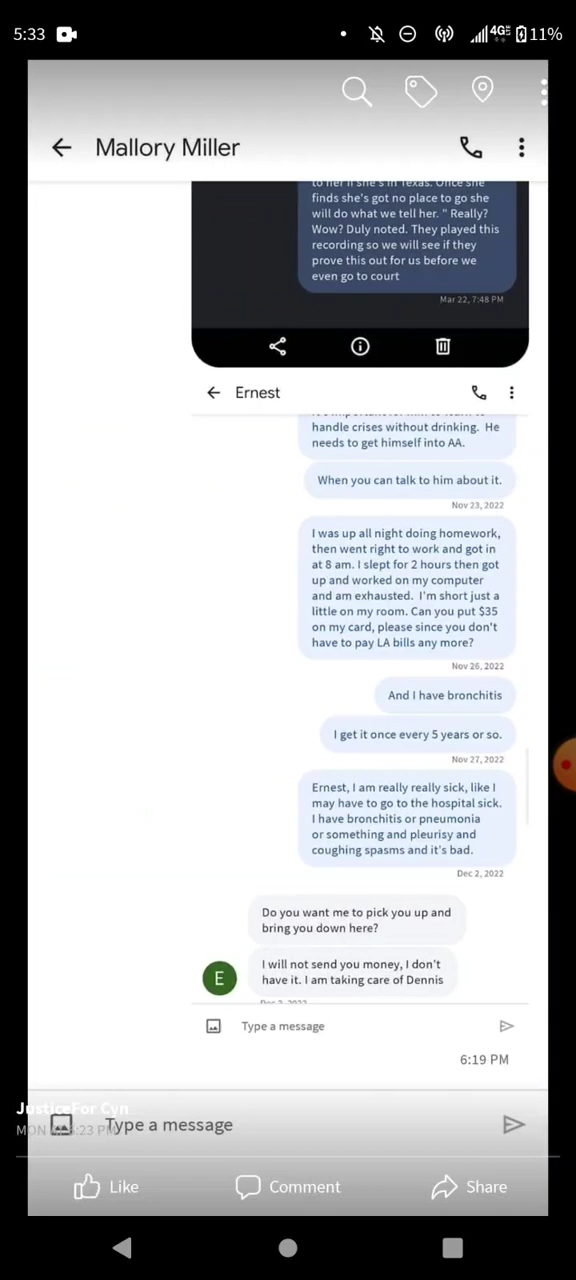 5:33
4G
11%
Mallory Miller
to her if she's in Texas. Once she
finds she's got no place to go she
will do what we tell her. " Really?
Wow? Duly noted. They played this
recording so we will see if they
prove this out for us before we
even go to court
Mar 22, 7:48 PM
Ernest
handle crises without drinking. He
needs to get himself into AA.
When you can talk to him about it.
Nov 23, 2022
I was up all night doing homework,
then went right to work and got in
at 8 am. I slept for 2 hours then got
up and worked on my computer
and am exhausted. I'm short just a
little on my room. Can you put $35
on my card, please since you don't
have to pay LA bills any more?
Nov 26, 2022
And I have bronchitis
I get it once every 5 years or so.
Nov 27, 2022
Ernest, I am really really sick, like I
may have to go to the hospital sick.
I have bronchitis or pneumonia
or something and pleurisy and
coughing spasms and it's bad.
Dec 2, 2022
Do you want me to pick you up and
bring you down here?
E
I will not send you money, I don't
have it. I am taking care of Dennis
Type a message
6:19 PM
JusticeFor Cyn
MON AT 5:23 PM
Type a message
Like
Comment
Share